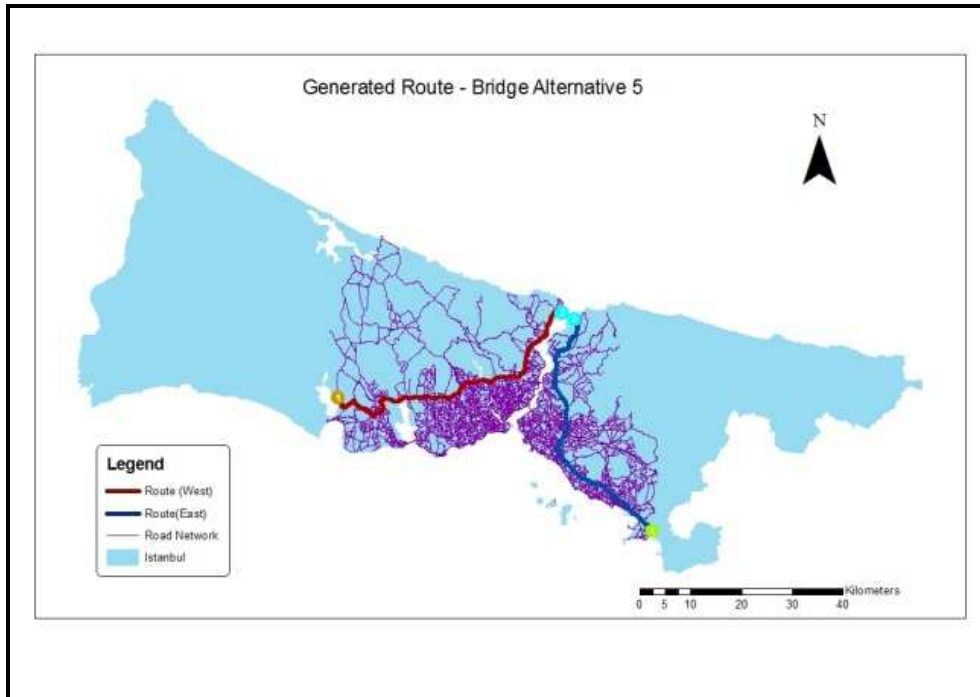 Generated Route - Bridge Alternative 5
N
Legend
Route (West)
Route(East)
Road Network
Istanbul
Kilometers
0 5 10 20 30 40